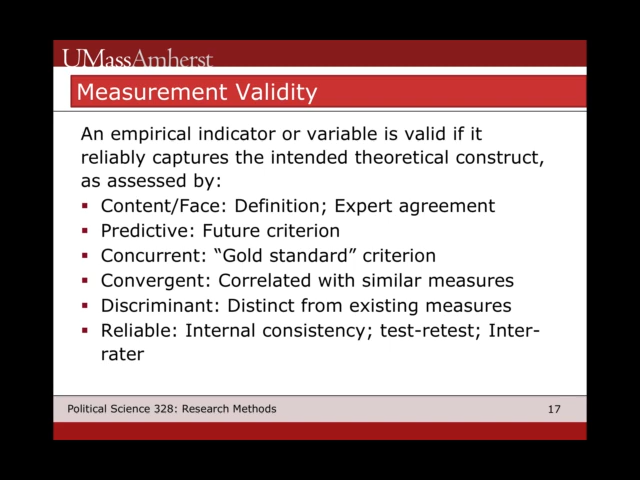 UMassAmherst
Measurement Validity
An empirical indicator or variable is valid if it
reliably captures the intended theoretical construct,
as assessed by:
▪ Content/Face: Definition; Expert agreement
▪ Predictive: Future criterion
▪ Concurrent: “Gold standard” criterion
▪ Convergent: Correlated with similar measures
▪ Discriminant: Distinct from existing measures
▪ Reliable: Internal consistency; test-retest; Inter-
rater
Political Science 328: Research Methods 17